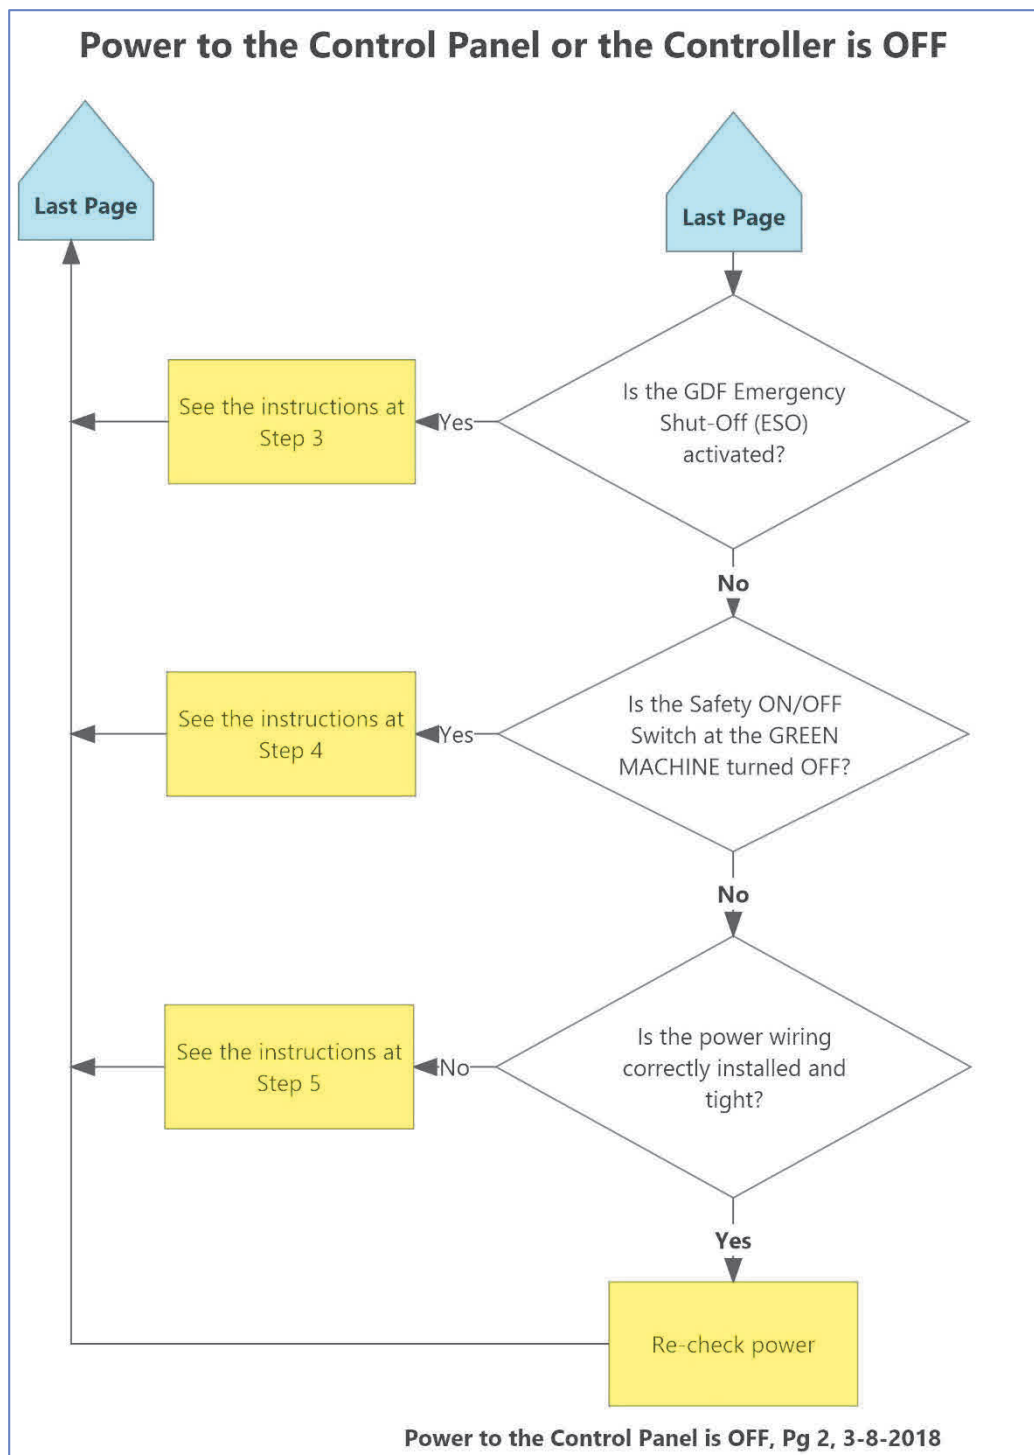 Power to the Control Panel or the Controller is OFF
Last Page
Last Page
Is the GDF Emergency
Shut-Off (ESO)
activated?
Yes
See the instructions at
Step 3
No
Is the Safety ON/OFF
Switch at the GREEN
MACHINE turned OFF?
Yes
See the instructions at
Step 4
No
Is the power wiring
correctly installed and
tight?
No
See the instructions at
Step 5
Yes
Re-check power
Power to the Control Panel is OFF, Pg 2, 3-8-2018